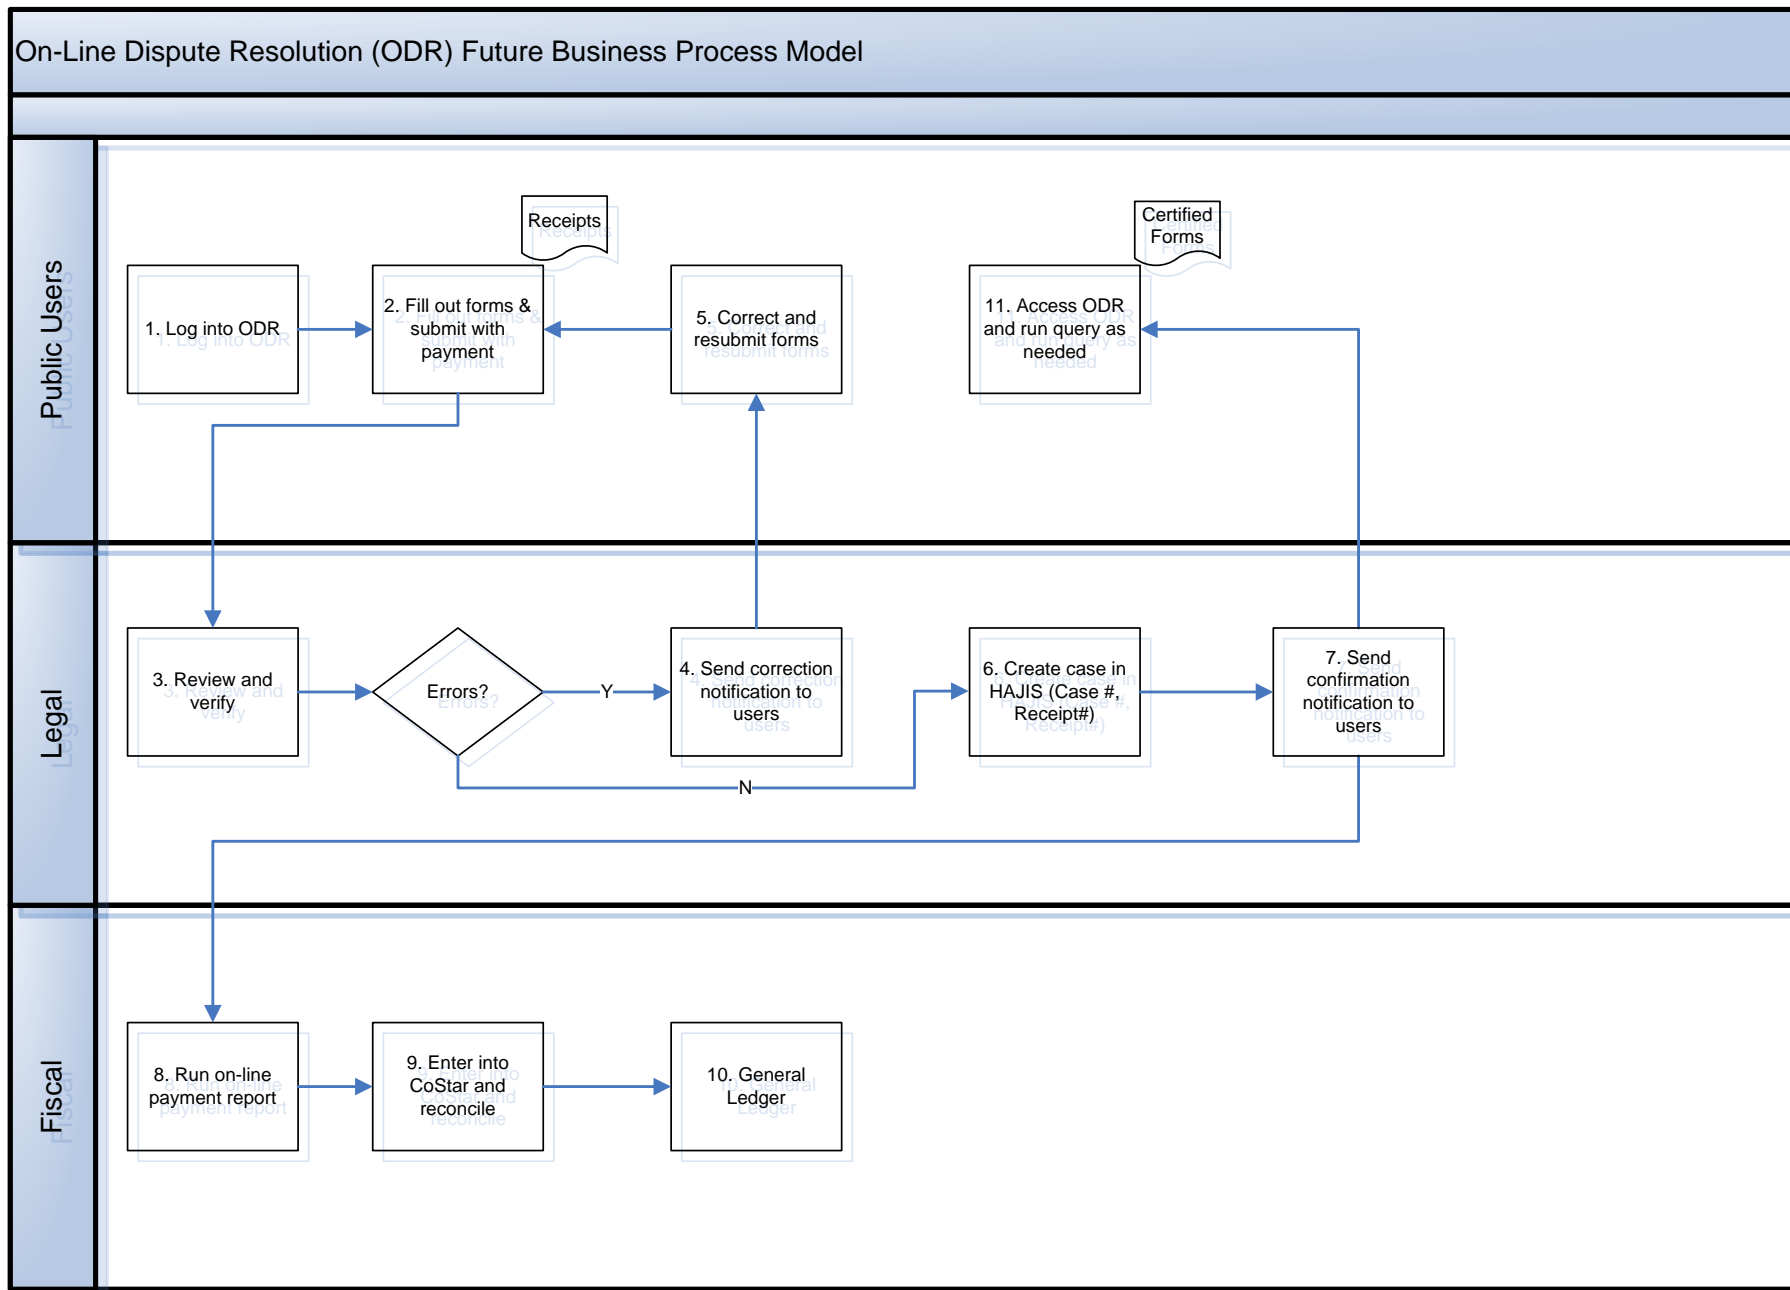 On-Line Dispute Resolution (ODR) Future Business Process Model
Public Users
Receipts
Certified
Forms
1. Log into ODR
2. Fill out forms &
submit with
payment
5. Correct and
resubmit forms
11. Access ODR
and run query as
needed
Legal
3. Review and
verify
Errors?
Y
4. Send correction
notification to
users
6. Create case in
HAJIS (Case #,
Receipt#)
7. Send
confirmation
notification to
users
N
Fiscal
8. Run on-line
payment report
9. Enter into
CoStar and
reconcile
10. General
Ledger